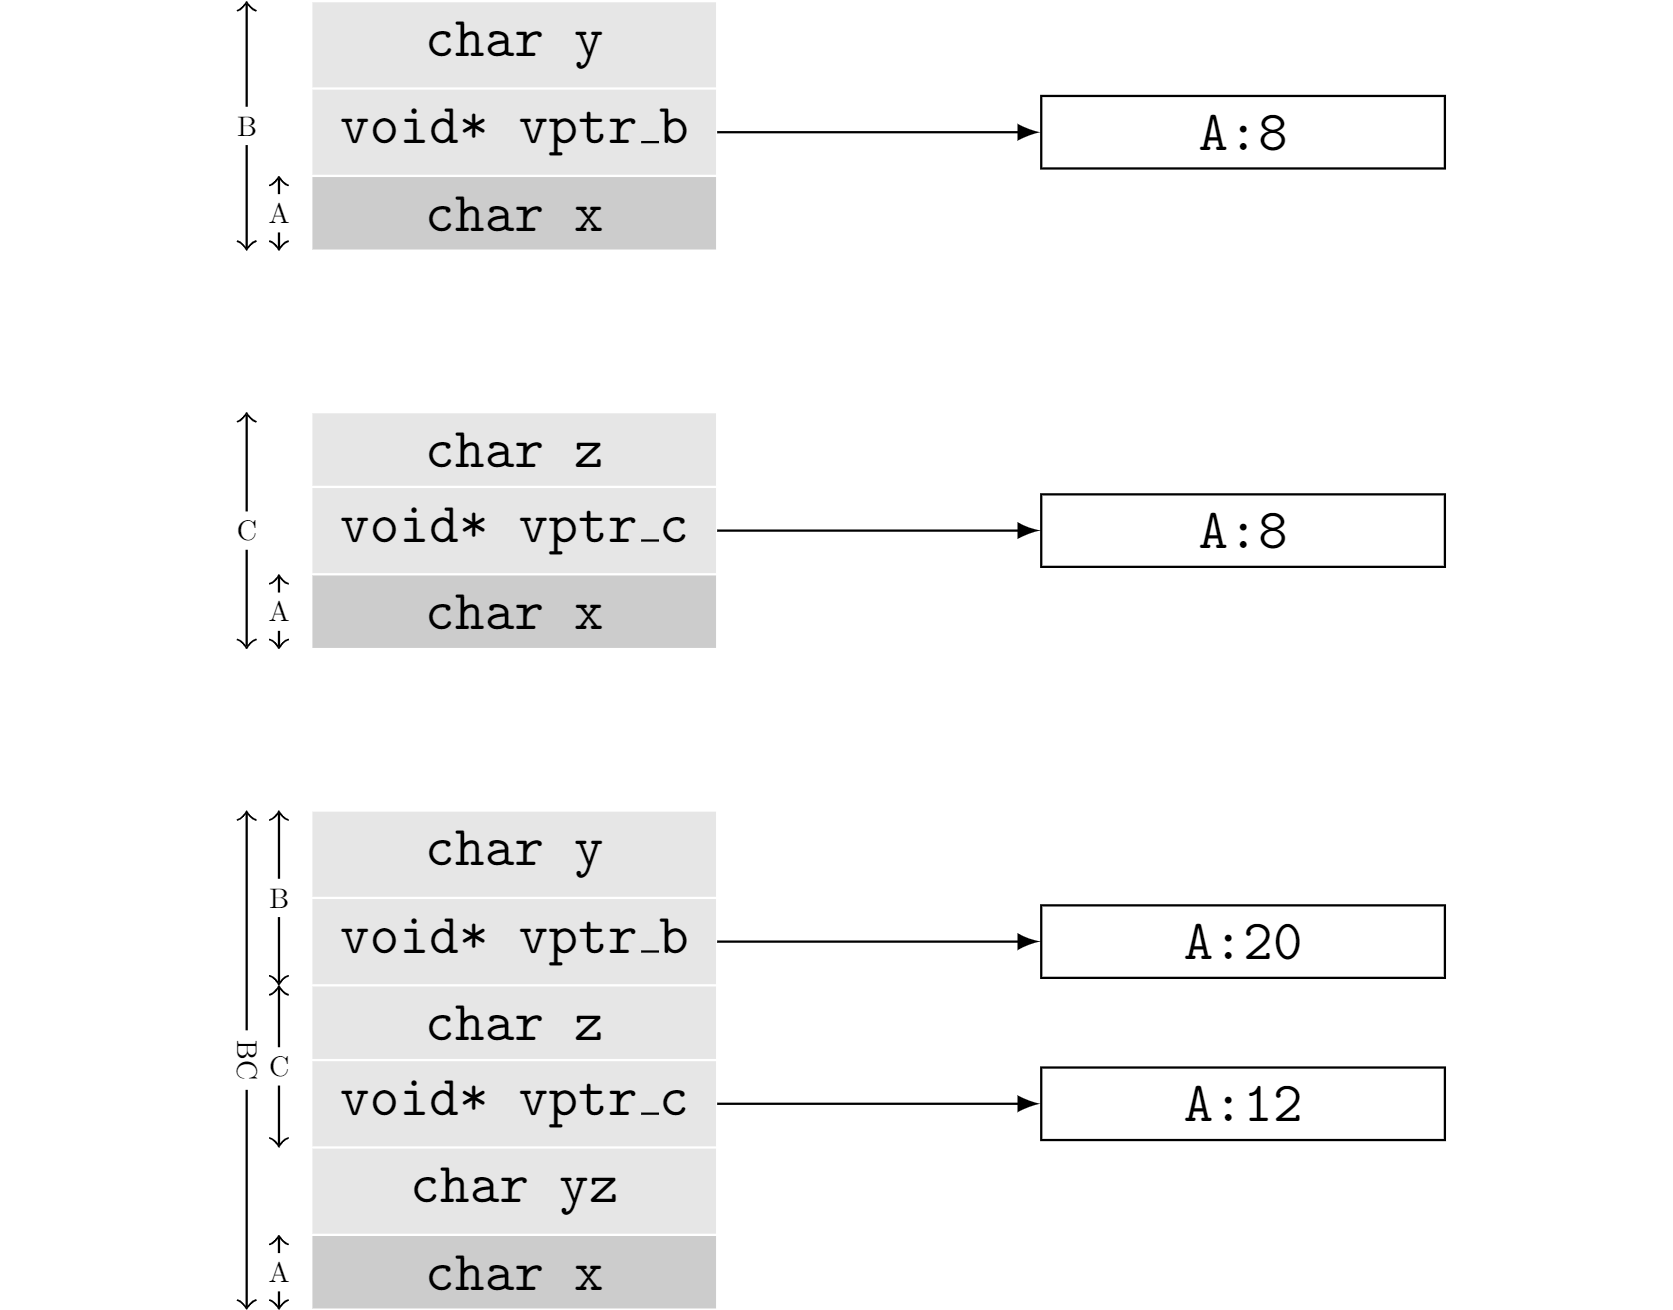 char y
B
void* vptr_b
A:8
A
char x
char z
C
void* vptr_c
A:8
A
char x
char y
B
void* vptr_b
A:20
char z
BC
C
void* vptr_c
A:12
char yz
A
char x